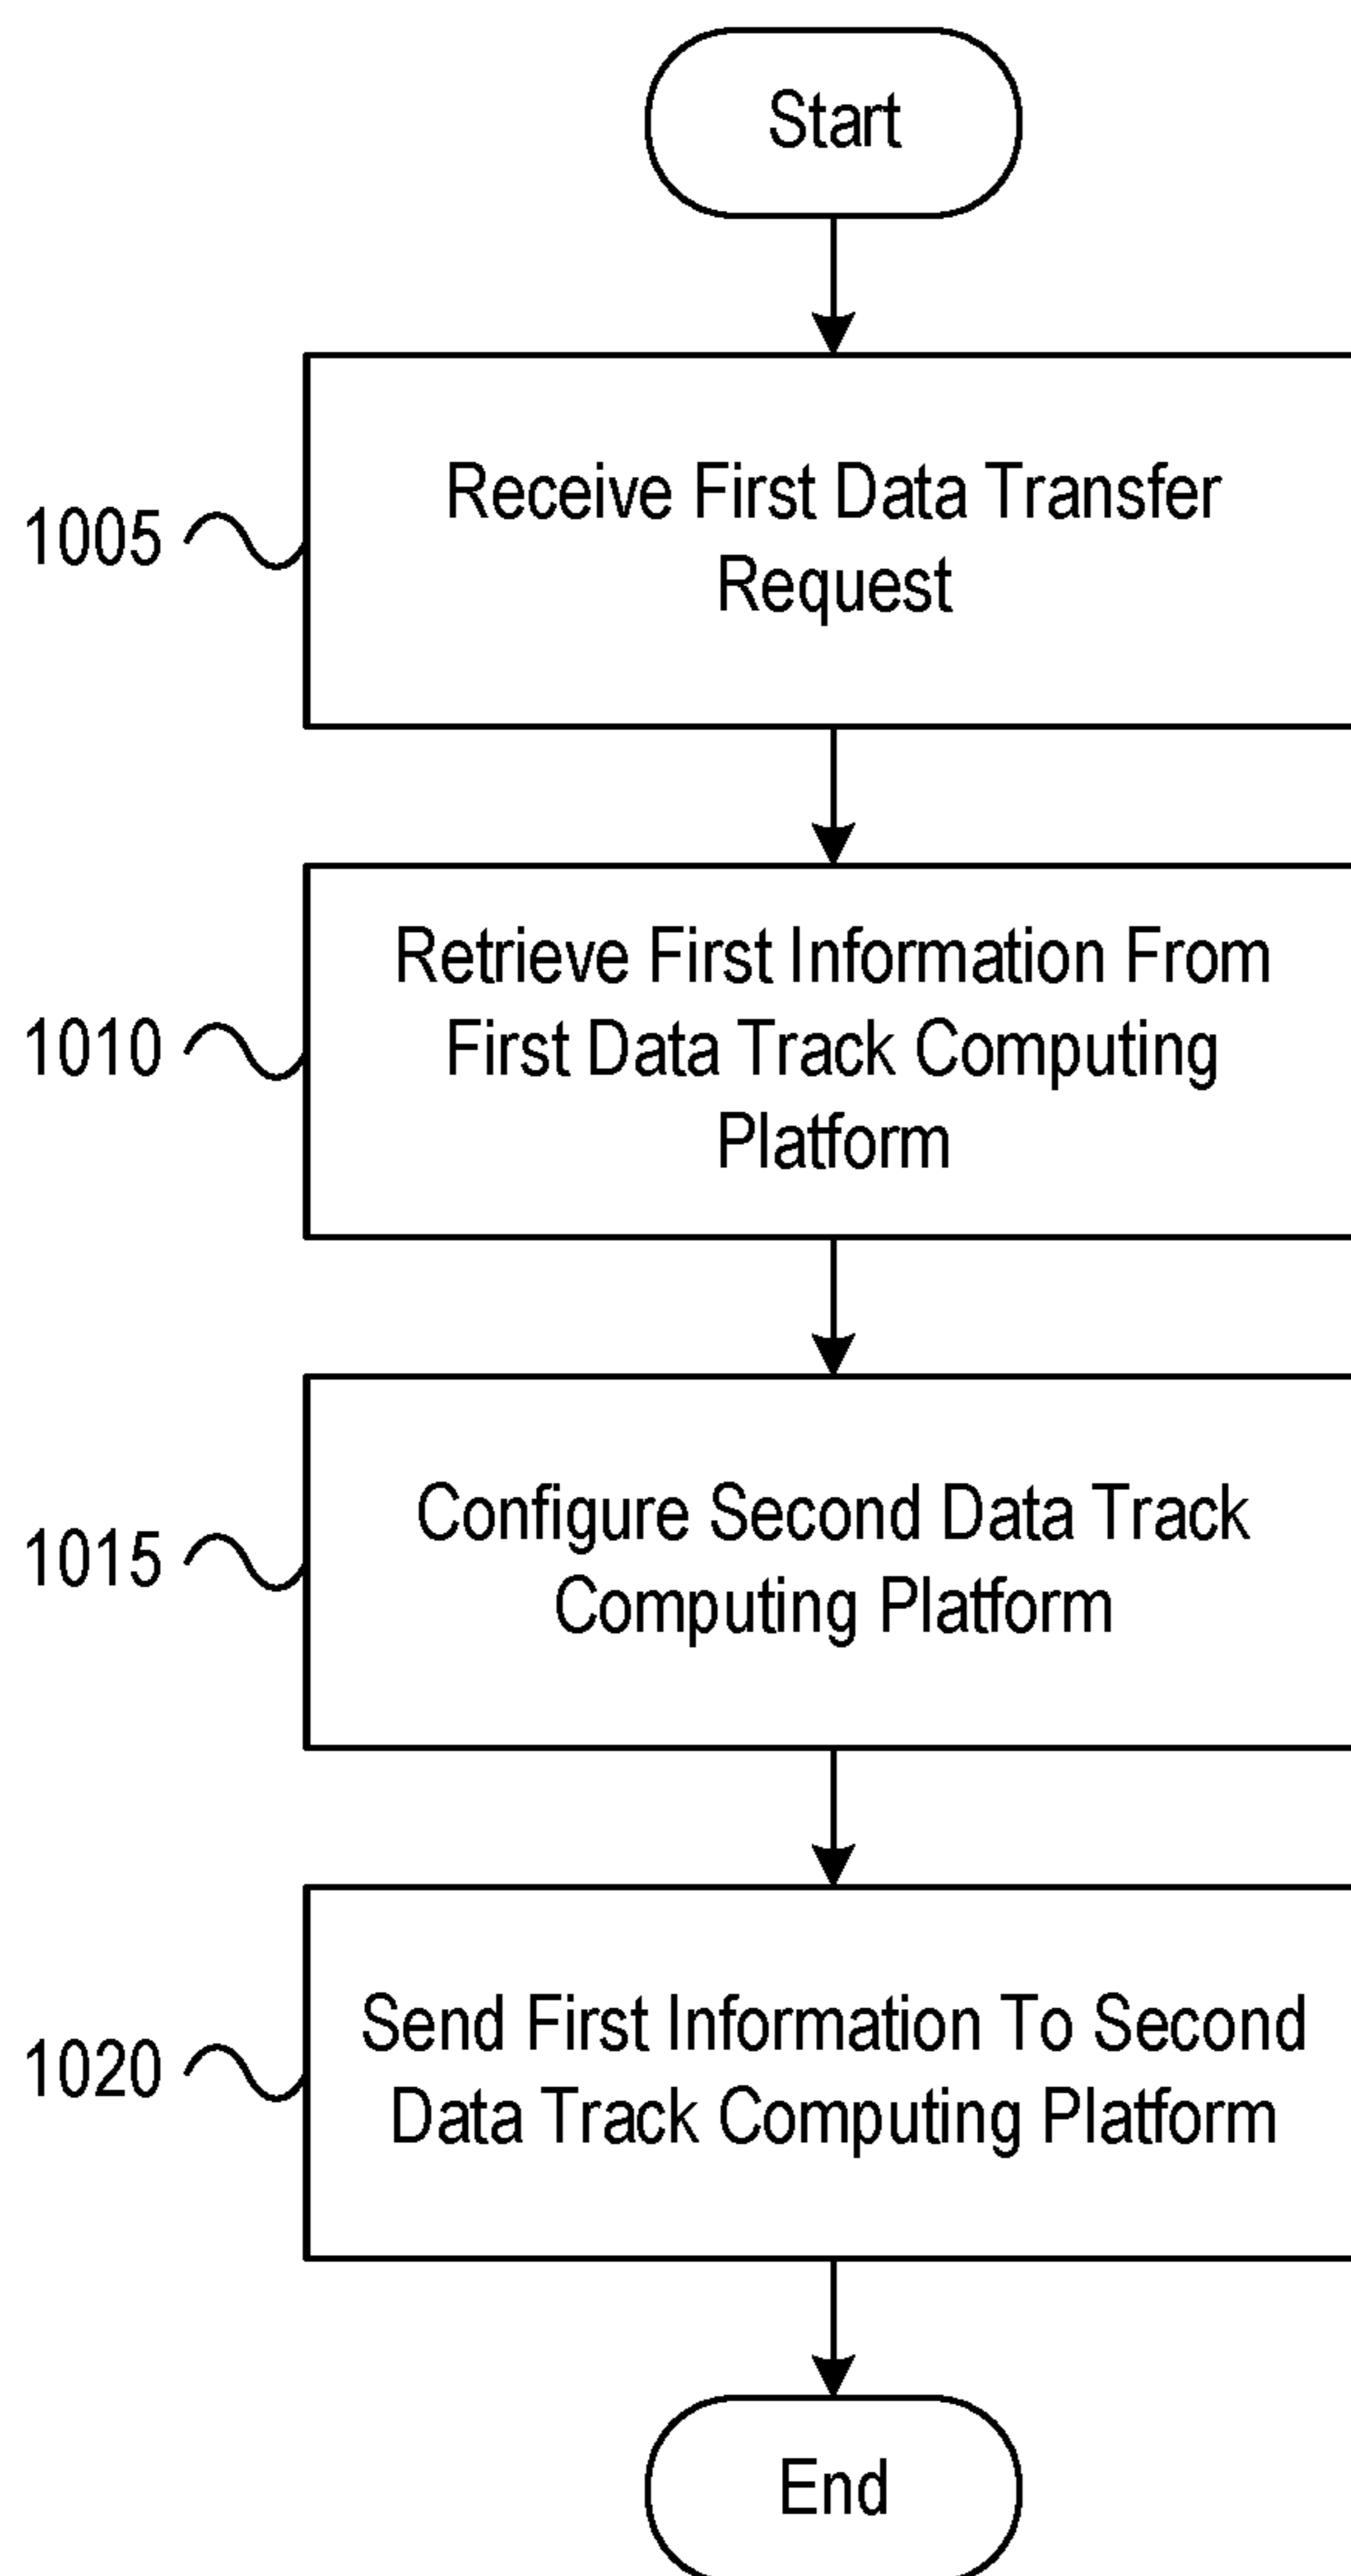 Start
1005
Receive First Data Transfer
Request
1010
Retrieve First Information From
First Data Track Computing
Platform
1015
Configure Second Data Track
Computing Platform
1020
Send First Information To Second
Data Track Computing Platform
End